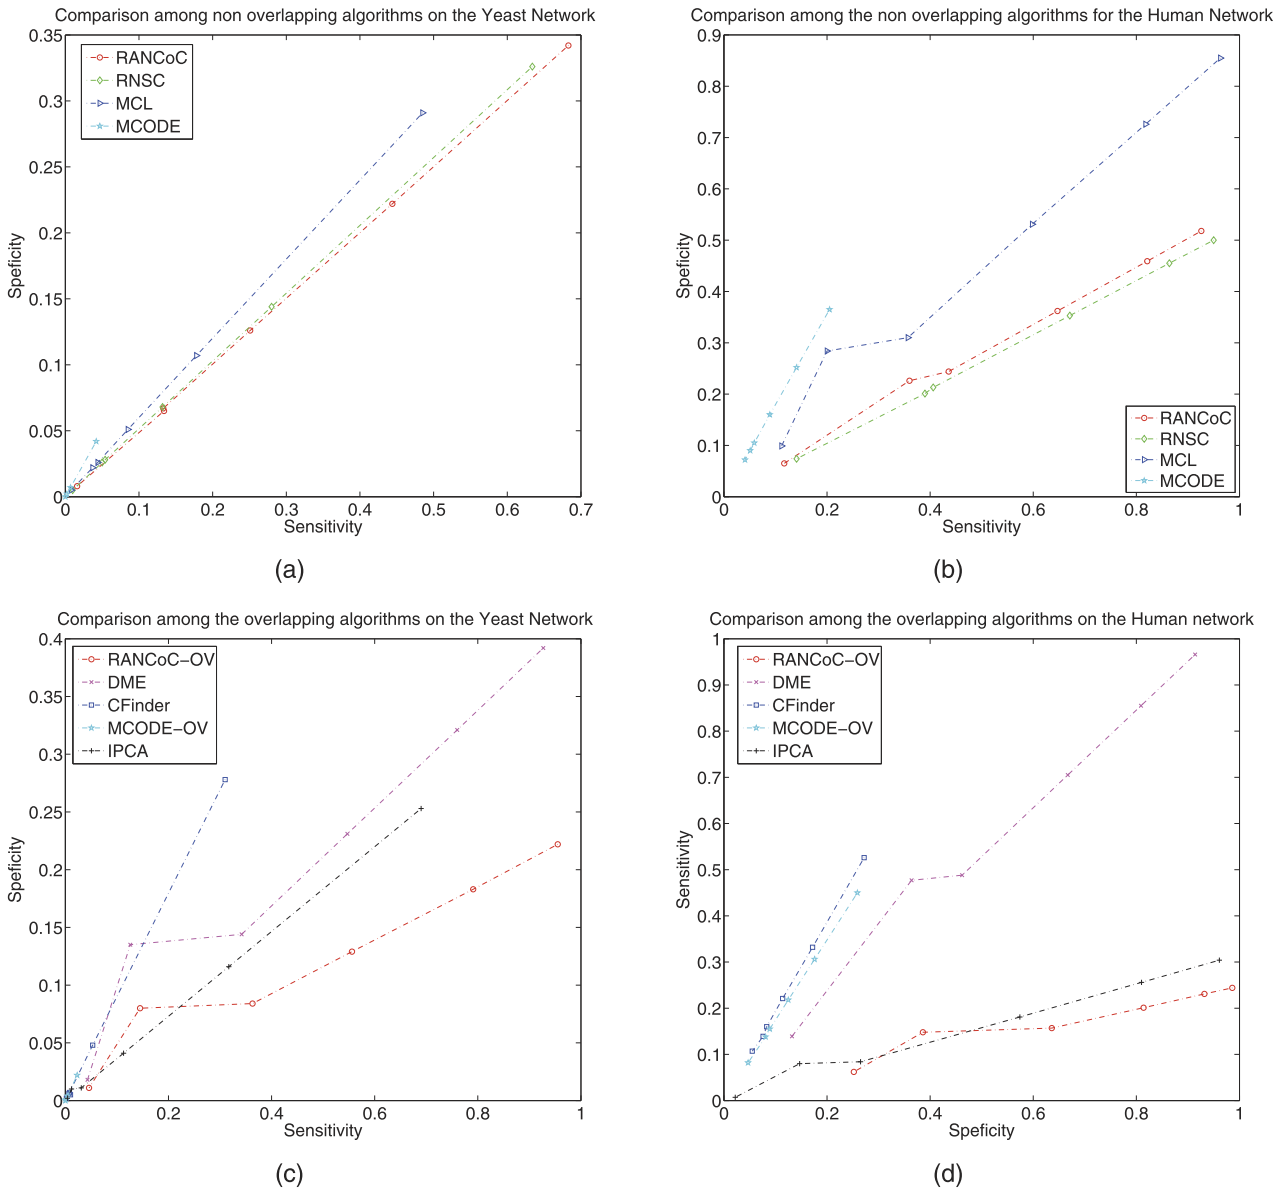 Comparison among non overlapping algorithms on the Yeast Network
0.35
0.3
0.25
0.2
0.15
0.1
0.05
0
Speficity
RANCoC
RNSC
MCL
MCODE
0 0.1 0.2 0.3 0.4 0.5 0.6 0.7
Sensitivity
(a)
Comparison among the non overlapping algorithms for the Human Network
0.9
0.8
0.7
0.6
0.5
0.4
0.3
0.2
0.1
0
Speficity
RANCoC
RNSC
MCL
MCODE
0 0.2 0.4 0.6 0.8 1
Sensitivity
(b)
Comparison among the overlapping algorithms on the Yeast Network
0.4
0.35
0.3
0.25
0.2
0.15
0.1
0.05
0
Speficity
RANCoC-OV
DME
CFinder
MCODE-OV
IPCA
0 0.2 0.4 0.6 0.8 1
Sensitivity
(c)
Comparison among the overlapping algorithms on the Human network
1
0.9
0.8
0.7
0.6
0.5
0.4
0.3
0.2
0.1
0
Sensitivity
RANCoC-OV
DME
CFinder
MCODE-OV
IPCA
0 0.2 0.4 0.6 0.8 1
Speficity
(d)